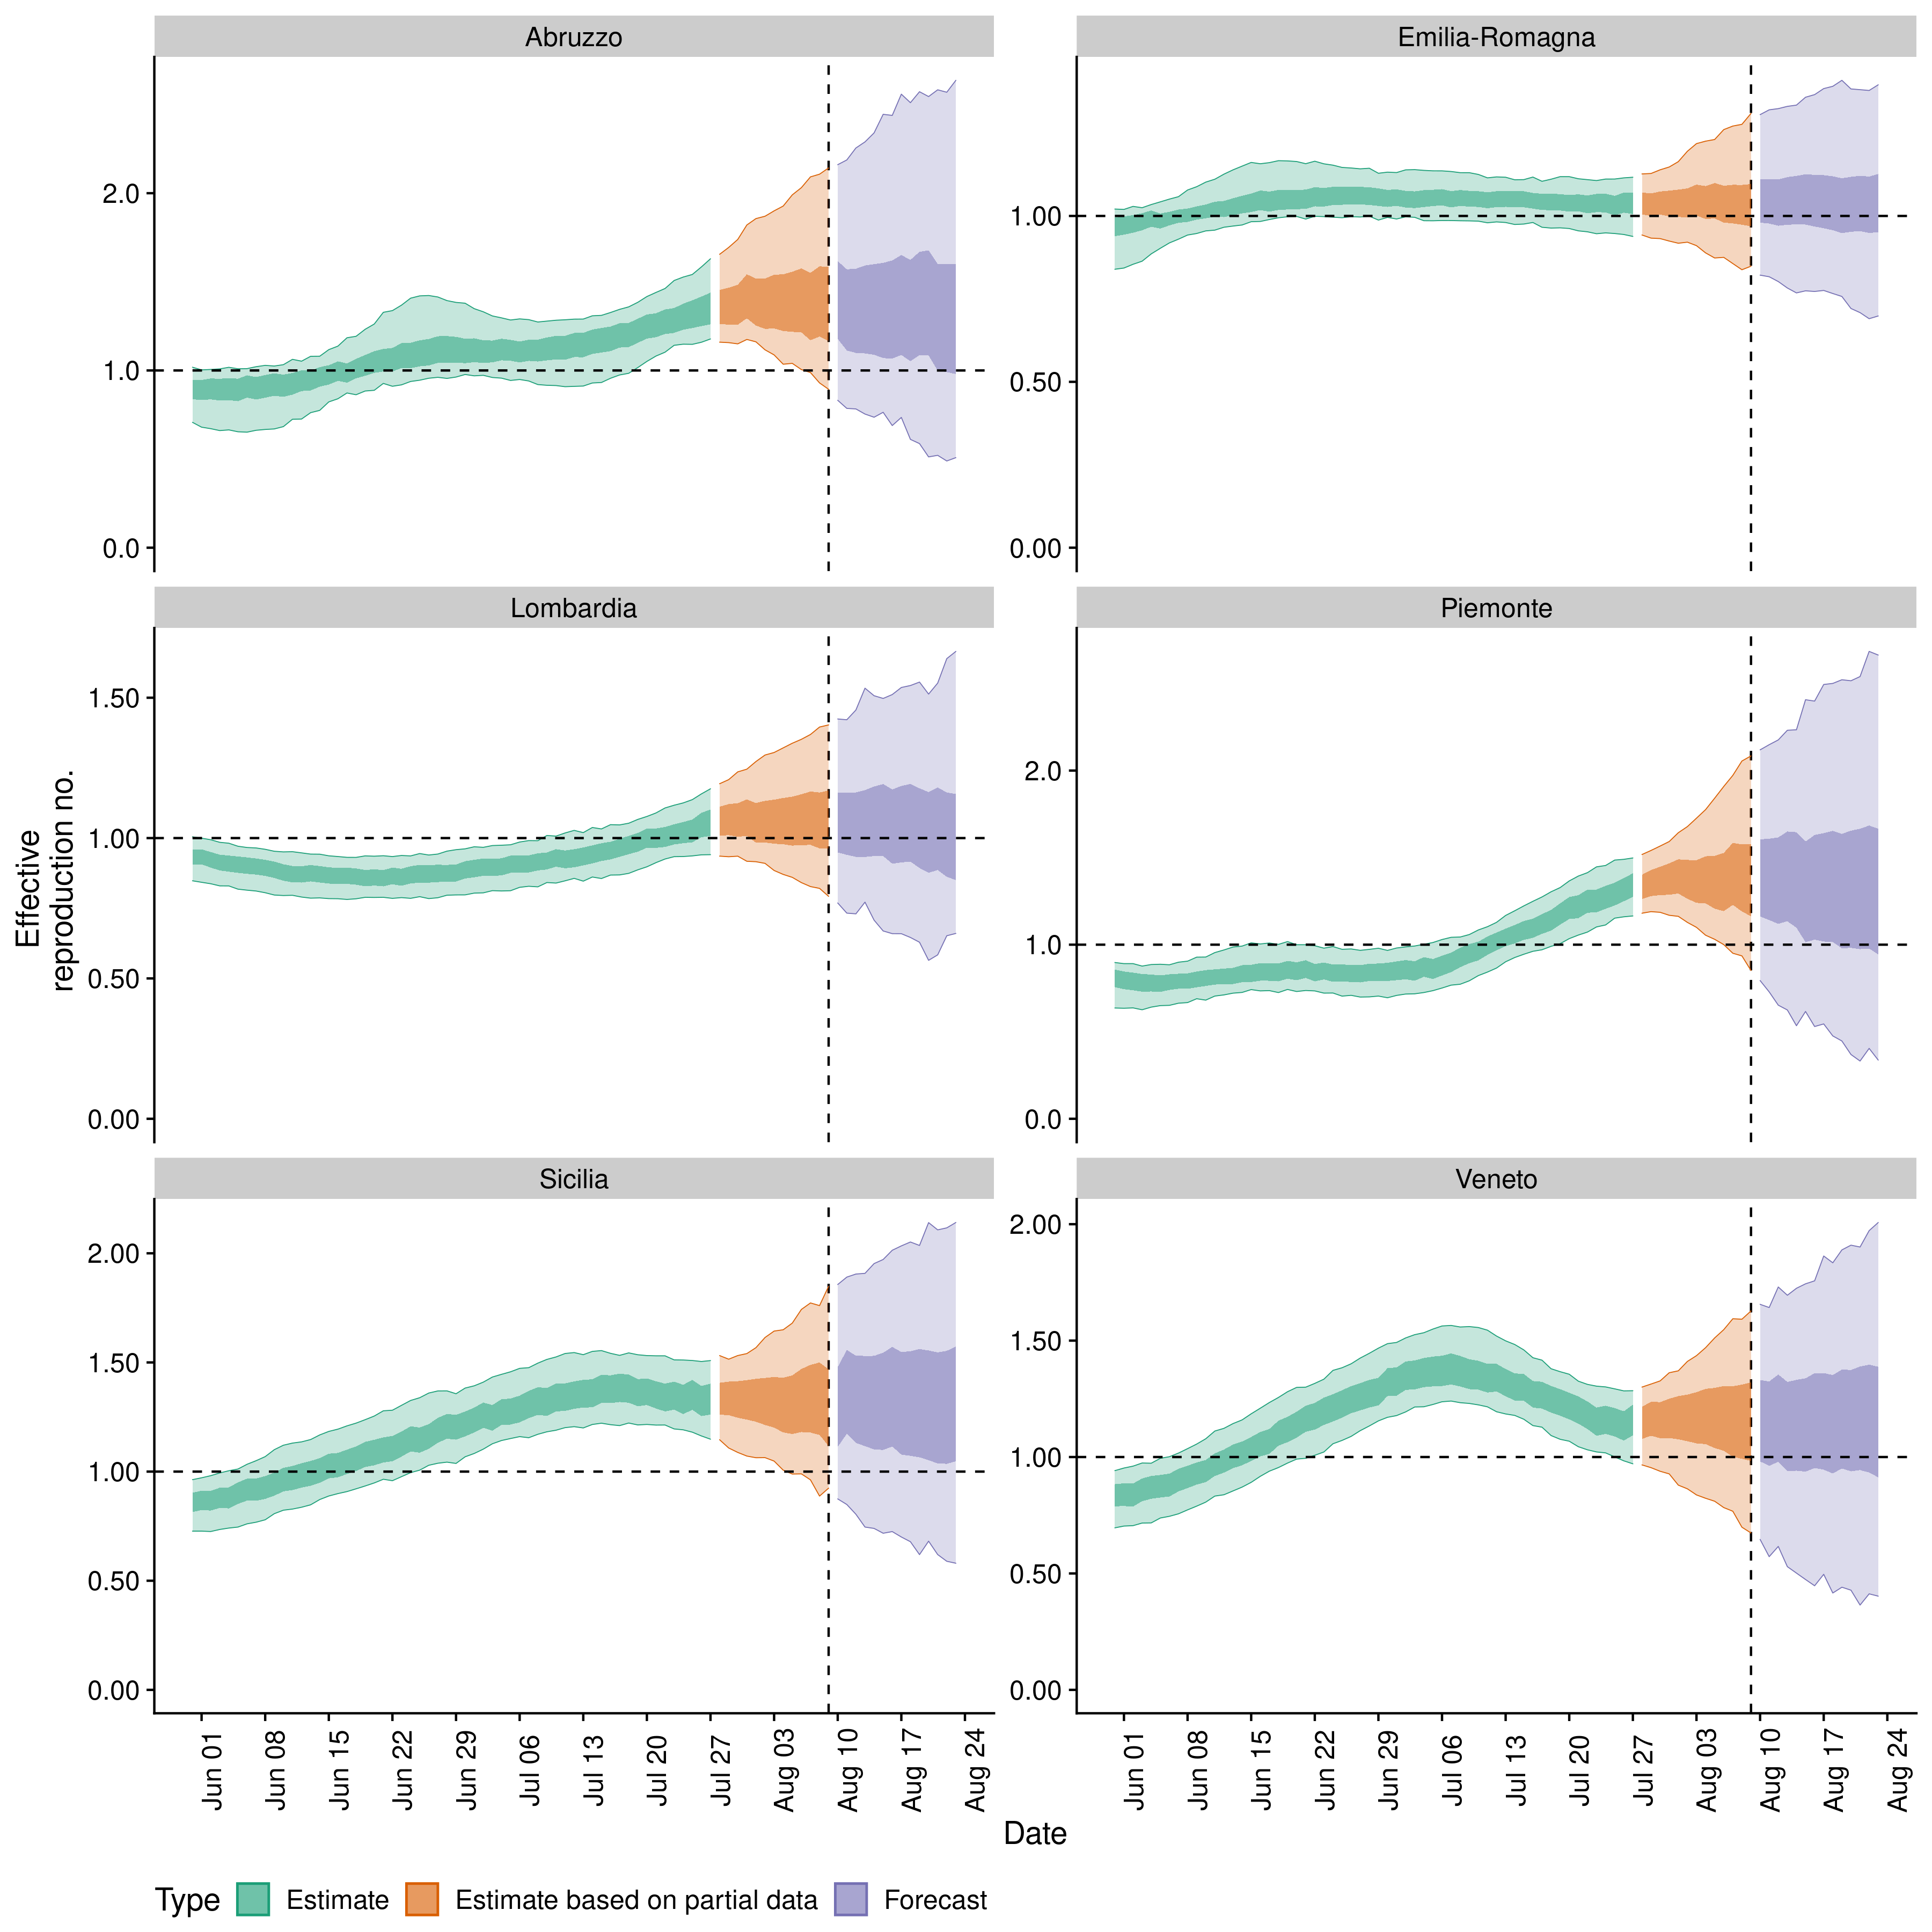 Abruzzo
Emilia-Romagna
2.0
1.0
0.0
1.00
0.50
0.00
Lombardia
Piemonte
1.50
1.00
0.50
0.00
2.0
1.0
0.0
Effective
reproduction no.
Sicilia
Veneto
2.00
1.50
1.00
0.50
0.00
2.00
1.50
1.00
0.50
0.00
Jun 01
Jun 08
Jun 15
Jun 22
Jun 29
Jul 06
Jul 13
Jul 20
Jul 27
Aug 03
Aug 10
Aug 17
Aug 24
Jun 01
Jun 08
Jun 15
Jun 22
Jun 29
Jul 06
Jul 13
Jul 20
Jul 27
Aug 03
Aug 10
Aug 17
Aug 24
Date
Type Estimate Estimate based on partial data Forecast